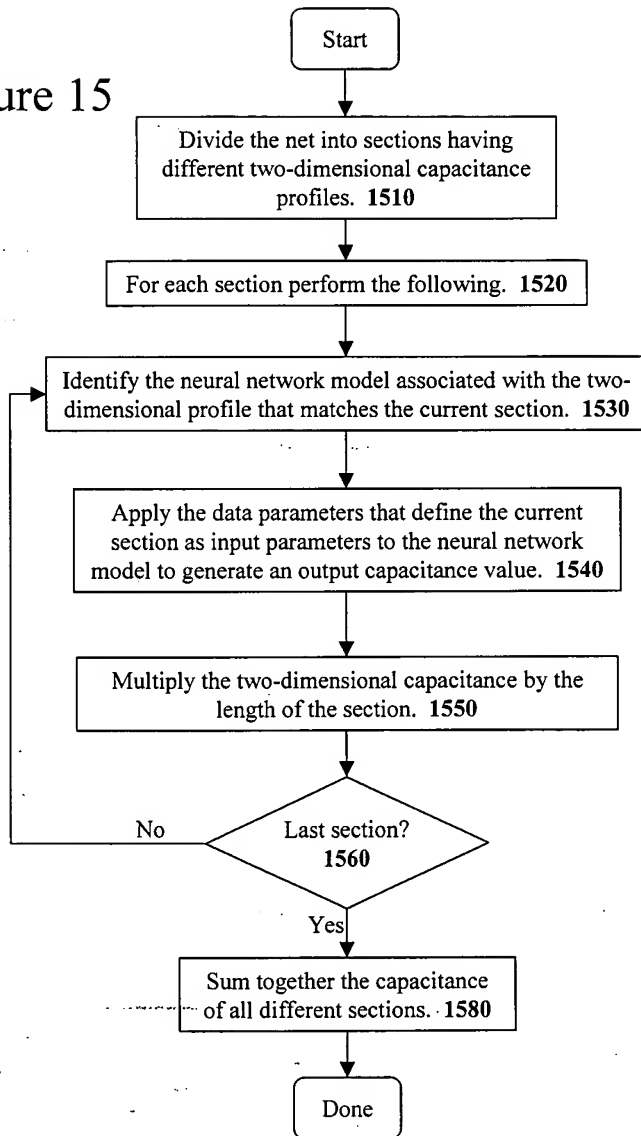 Start
ure 15
Divide the net into sections having
different two-dimensional capacitance
profiles. 1510
For each section perform the following. 1520
Identify the neural network model associated with the two-
dimensional profile that matches the current section. 1530
Apply the data parameters that define the current
section as input parameters to the neural network
model to generate an output capacitance value. 1540
Multiply the two-dimensional capacitance by the
length of the section. 1550
No
Last section?
1560
Yes
Sum together the capacitance
of all different sections. 1580
Done